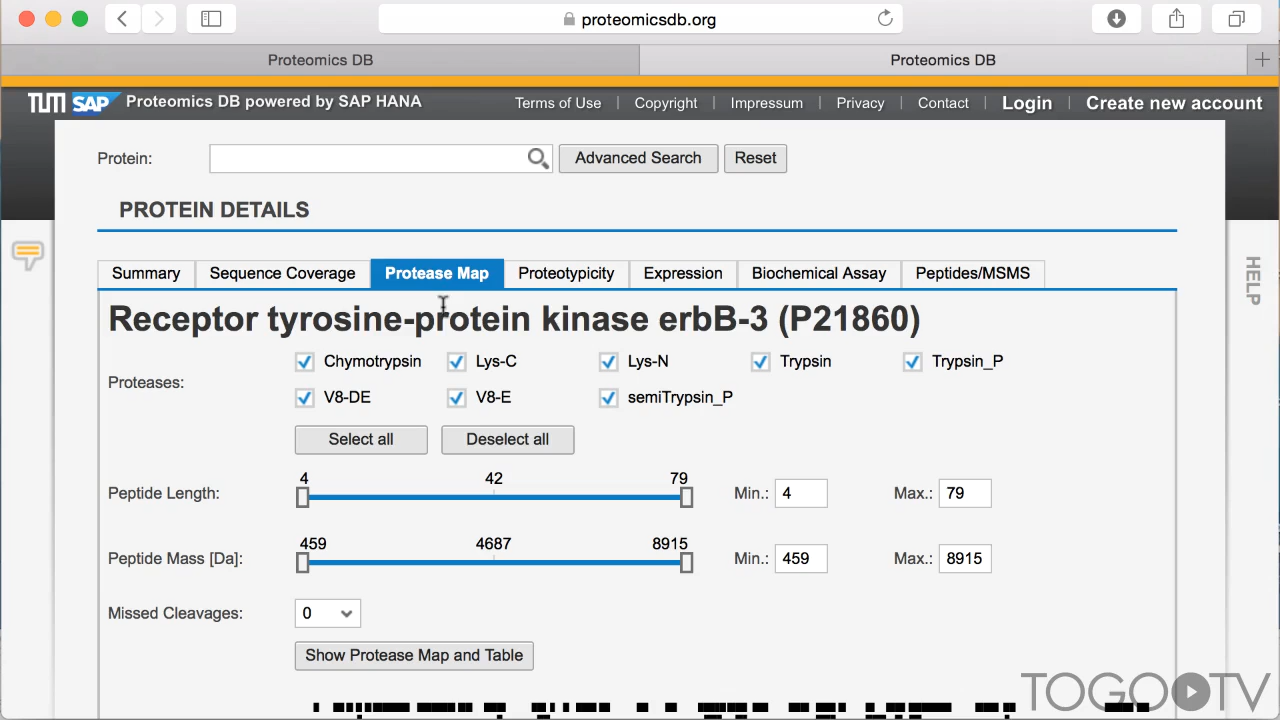 proteomicsdb.org
Proteomics DB
Proteomics DB
TUM SAP Proteomics DB powered by SAP HANA
Terms of Use | Copyright | Impressum | Privacy | Contact | Login | Create new account
Protein: Advanced Search Reset
PROTEIN DETAILS
Summary Sequence Coverage Protease Map Proteotypicity Expression Biochemical Assay Peptides/MSMS
Receptor tyrosine-protein kinase erbB-3 (P21860)
Proteases: Chymotrypsin Lys-C Lys-N Trypsin Trypsin_P
V8-DE V8-E semiTrypsin_P
Select all Deselect all
4 42 79
Peptide Length: Min.: 4 Max.: 79
459 4687 8915
Peptide Mass [Da]: Min.: 459 Max.: 8915
Missed Cleavages: 0
Show Protease Map and Table
HELP
TOGO TV